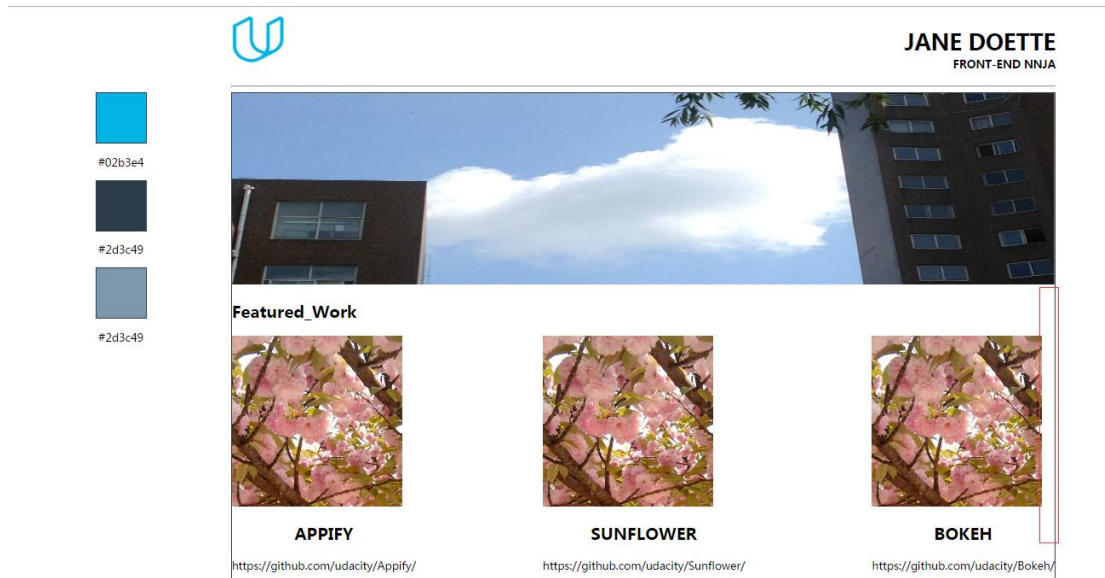 JANE DOETTE
FRONT-END NNJA
#02b3e4
#2d3c49
#2d3c49
Featured_Work
APPIFY
SUNFLOWER
BOKEH
https://github.com/udacity/Appify/
https://github.com/udacity/Sunflower/
https://github.com/udacity/Bokeh/